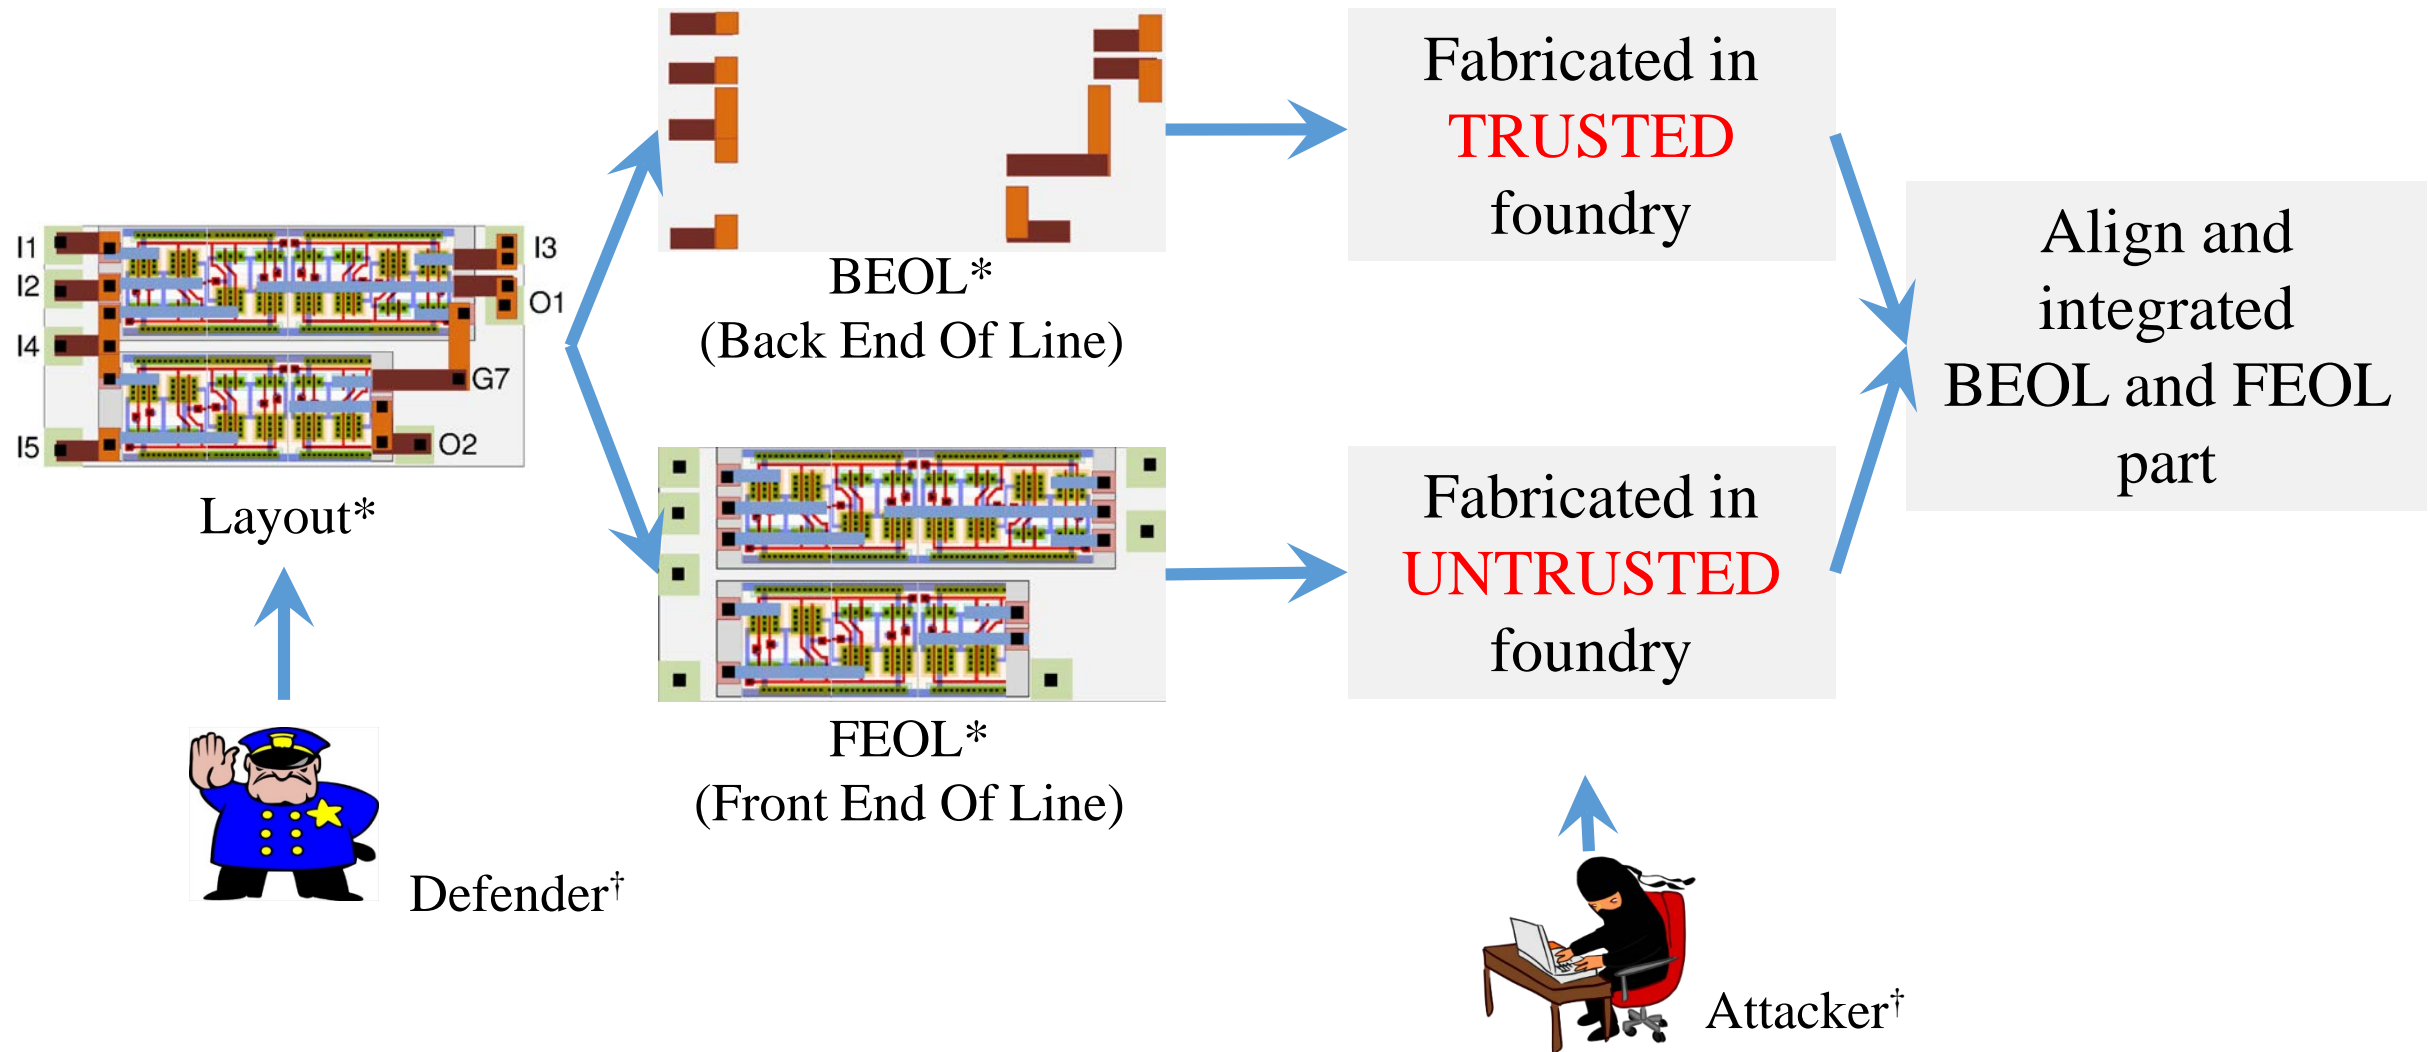 I1
I2
I4
I5
I3
O1
G7
O2
Layout*
Defender†
BEOL*
(Back End Of Line)
FEOL*
(Front End Of Line)
Fabricated in
TRUSTED
foundry
Fabricated in
UNTRUSTED
foundry
Attacker†
Align and
integrated
BEOL and FEOL
part